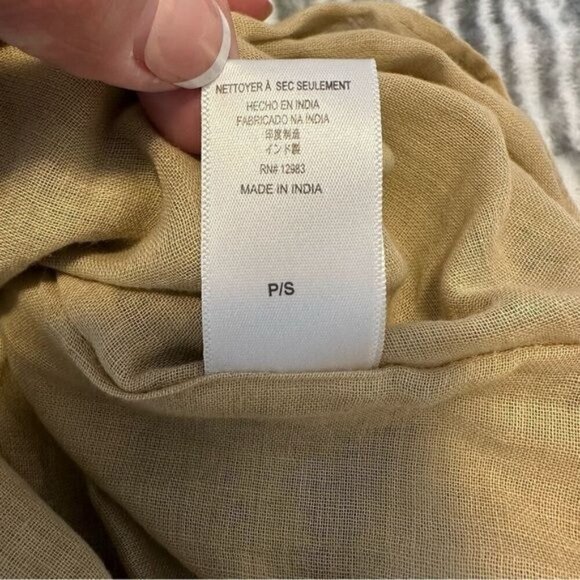 NETTOYER À SEC SEULEMENT
HECHO EN INDIA
FABRICADO NA ÍNDIA
印度制造
インド製
RN# 12983
MADE IN INDIA
P/S